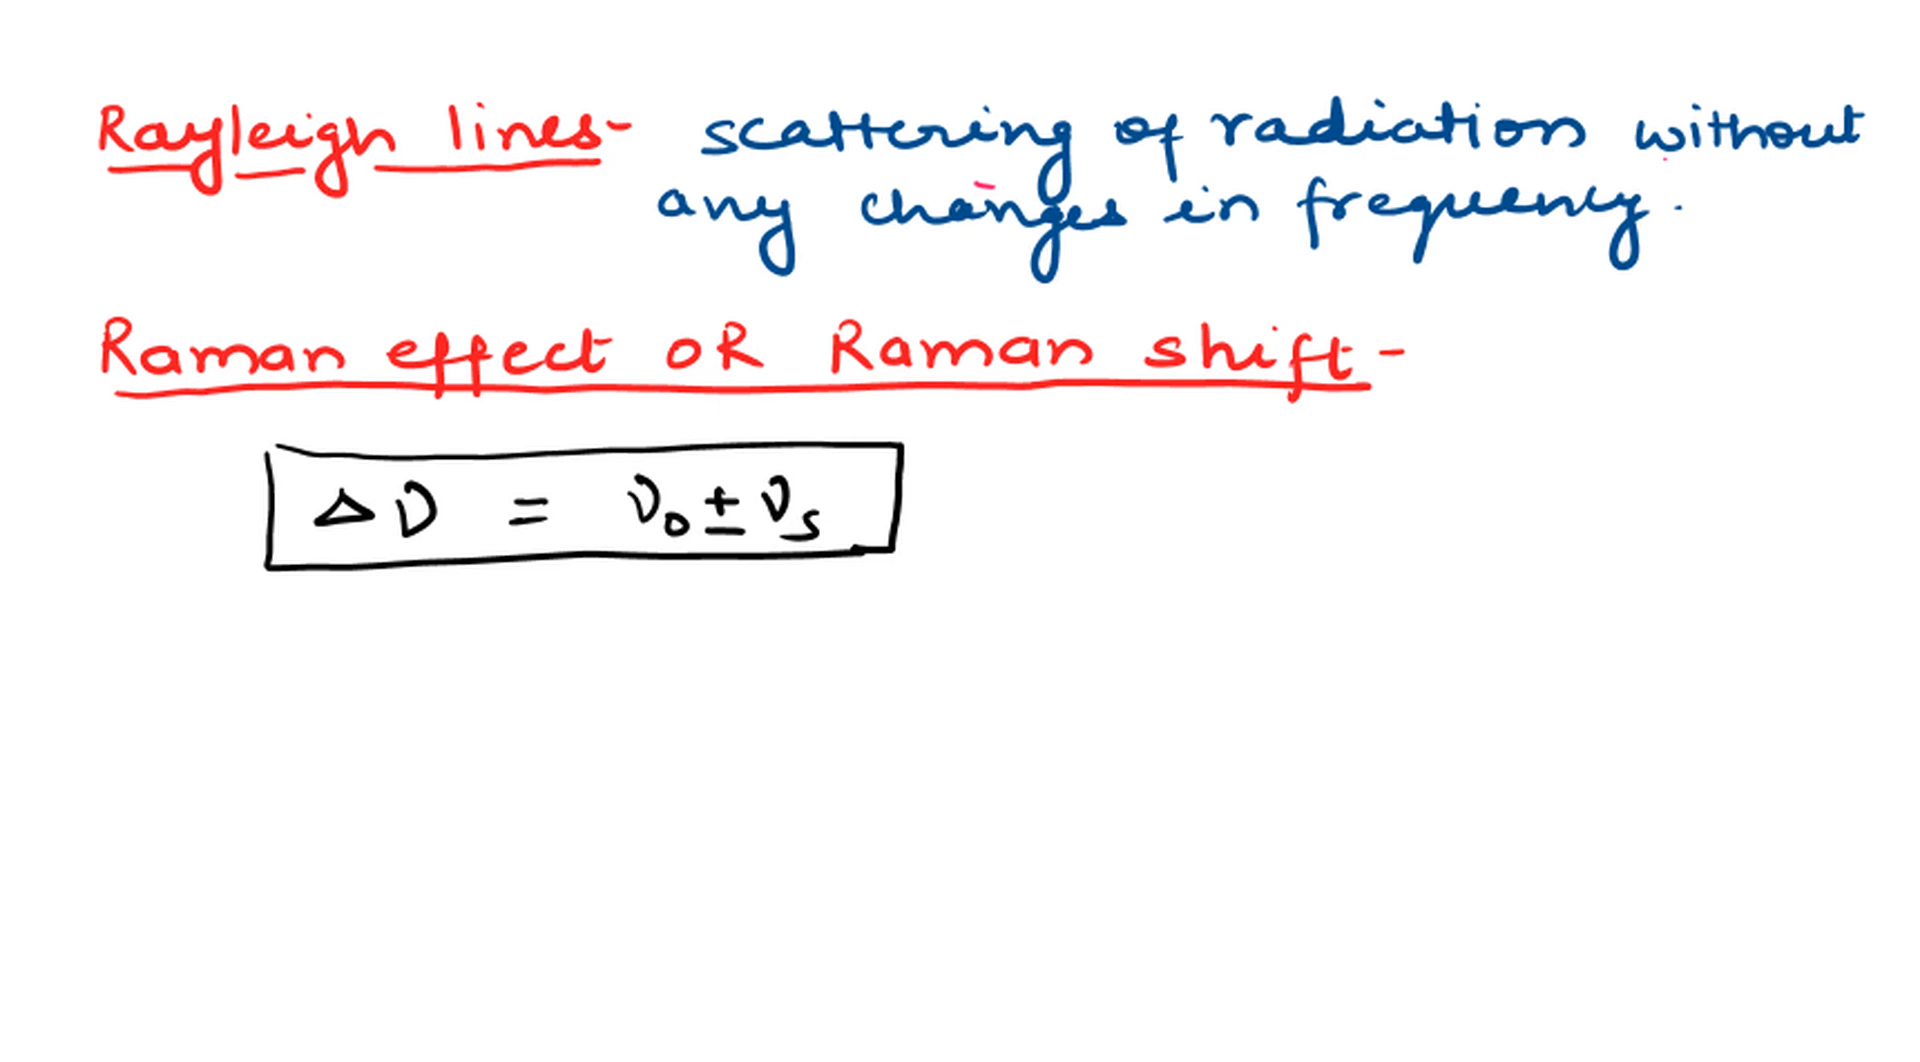 Rayleigh lines- scattering of radiation without
any changes in frequency.
Raman effect OR Raman shift-
Δν = ν₀ ± νₛ